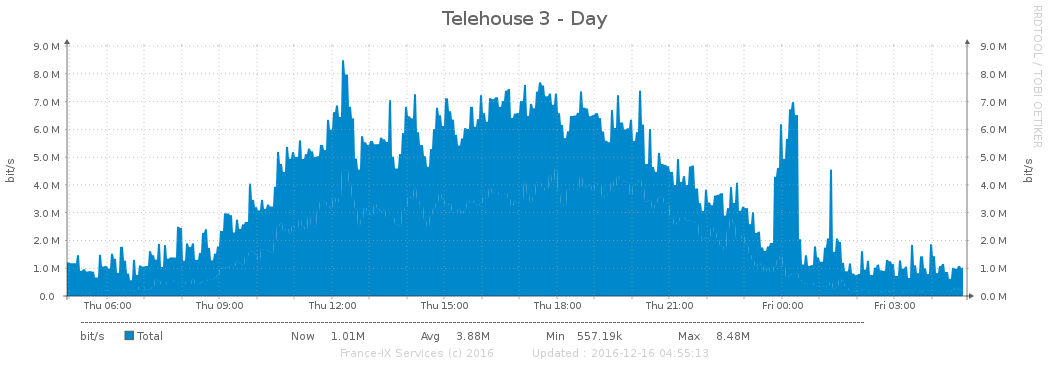 Telehouse 3 - Day
RRDTOOL / TOBI OETIKER
9.0 M 9.0 M
8.0 M 8.0 M
7.0 M 7.0 M
6.0 M 6.0 M
5.0 M 5.0 M
4.0 M 4.0 M
3.0 M 3.0 M
2.0 M 2.0 M
1.0 M 1.0 M
0.0 0.0 M
bit/s
bit/s
Thu 06:00 Thu 09:00 Thu 12:00 Thu 15:00 Thu 18:00 Thu 21:00 Fri 00:00 Fri 03:00
bit/s Total Now 1.01M Avg 3.88M Min 557.19k Max 8.48M
France-IX Services (c) 2016 Updated : 2016-12-16 04:55:13